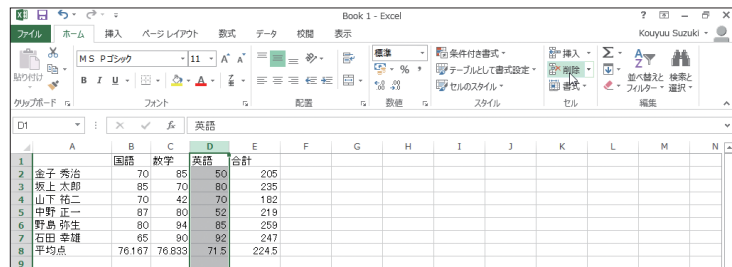 Book 1 - Excel
ファイル ホーム 挿入 ページ レイアウト 数式 データ 校閲 表示 Kouyuu Suzuki
貼り付け MS Pゴシック 11 標準 条件付き書式 挿入
B I U % テーブルとして書式設定 削除 並べ替えと フィルター 検索と 選択
セルのスタイル 書式
クリップボード フォント 配置 数値 スタイル セル 編集
D1 fx 英語
A B C D E F G H I J K L M N
1 国語 数学 英語 合計
2 金子 秀治 70 85 50 205
3 坂上 太郎 85 70 80 235
4 山下 祐二 70 42 70 182
5 中野 正一 87 80 52 219
6 野島 弥生 80 94 85 259
7 石田 幸雄 65 90 92 247
8 平均点 76.167 76.833 71.5 224.5
9